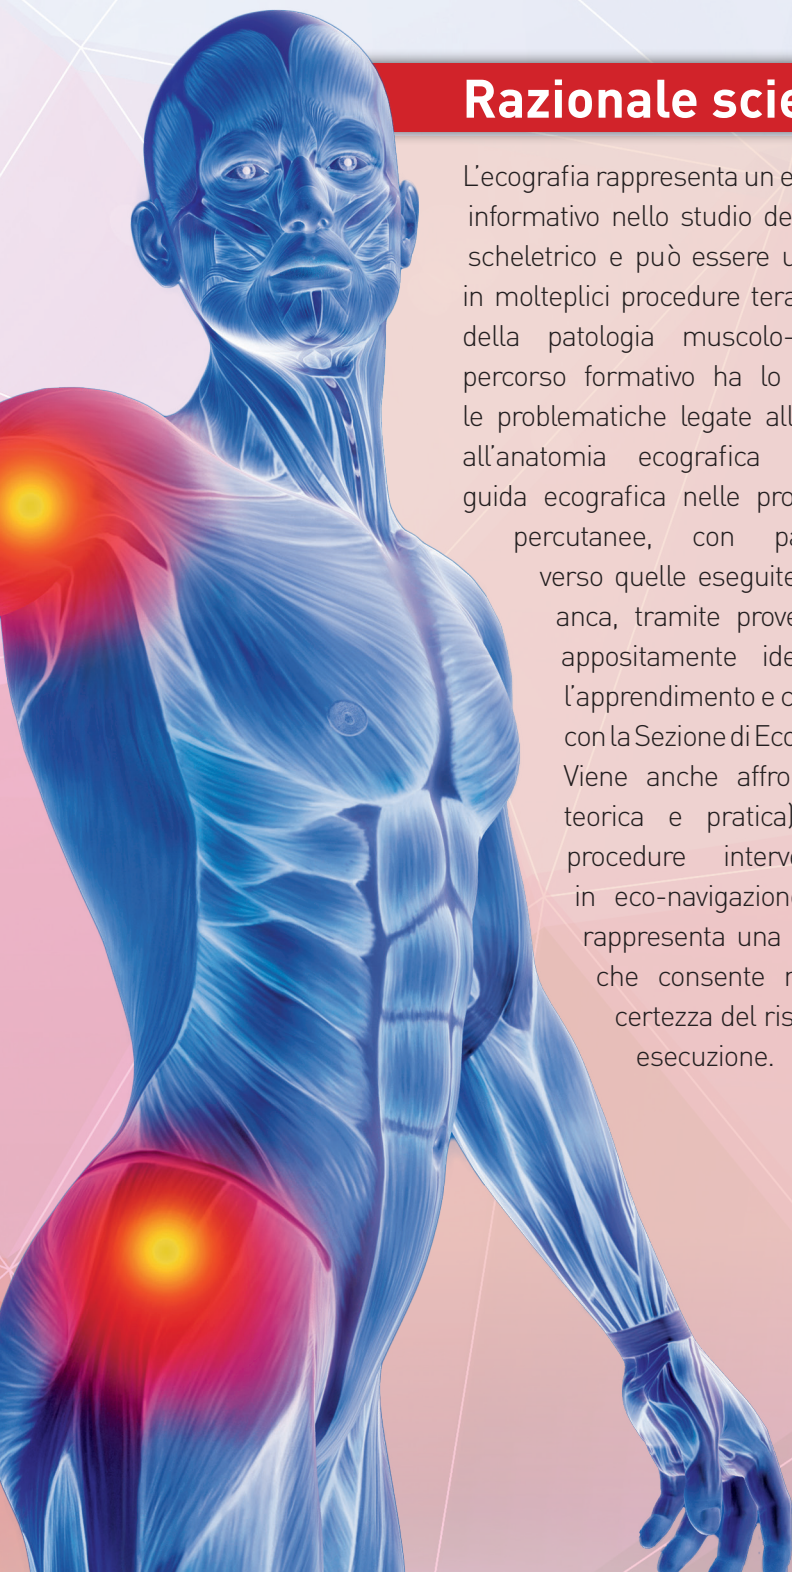 Razionale scie
L'ecografia rappresenta un e
informativo nello studio de
scheletrico e può essere u
in molteplici procedure tera
della patologia muscolo-
percorso formativo ha lo
le problematiche legate all
all'anatomia ecografica
guida ecografica nelle pro
percutanee, con pa
verso quelle eseguite
anca, tramite prove
appositamente ide
l'apprendimento e c
con la Sezione di Eco
Viene anche affro
teorica e pratica)
procedure interve
in eco-navigazione
rappresenta una
che consente r
certezza del ris
esecuzione.